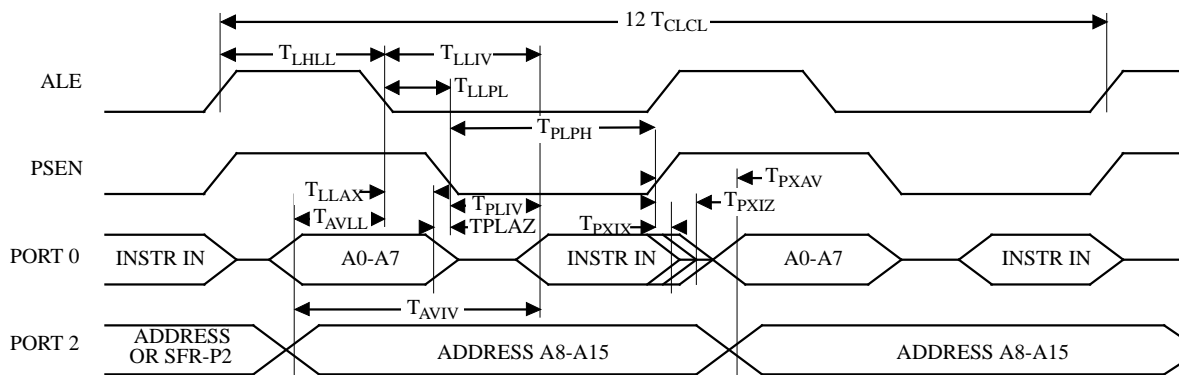 12 TCLCL
TLHLL TLLIV
ALE
TLLPL
TPLPH
PSEN
TLLAX TPXAV
TPLIV TPXIZ
TAVLL TPLAZ TPXIX
PORT 0 INSTR IN A0-A7 INSTR IN A0-A7 INSTR IN
TAVIV
PORT 2 ADDRESS OR SFR-P2 ADDRESS A8-A15 ADDRESS A8-A15